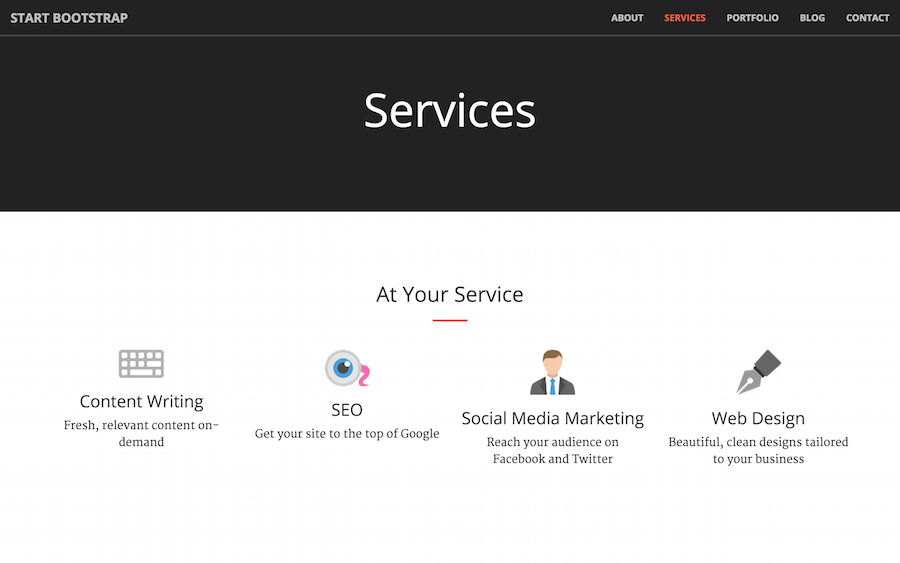 START BOOTSTRAP
ABOUT SERVICES PORTFOLIO BLOG CONTACT
Services
At Your Service
Content Writing
Fresh, relevant content on-
demand
SEO
Get your site to the top of Google
Social Media Marketing
Reach your audience on
Facebook and Twitter
Web Design
Beautiful, clean designs tailored
to your business